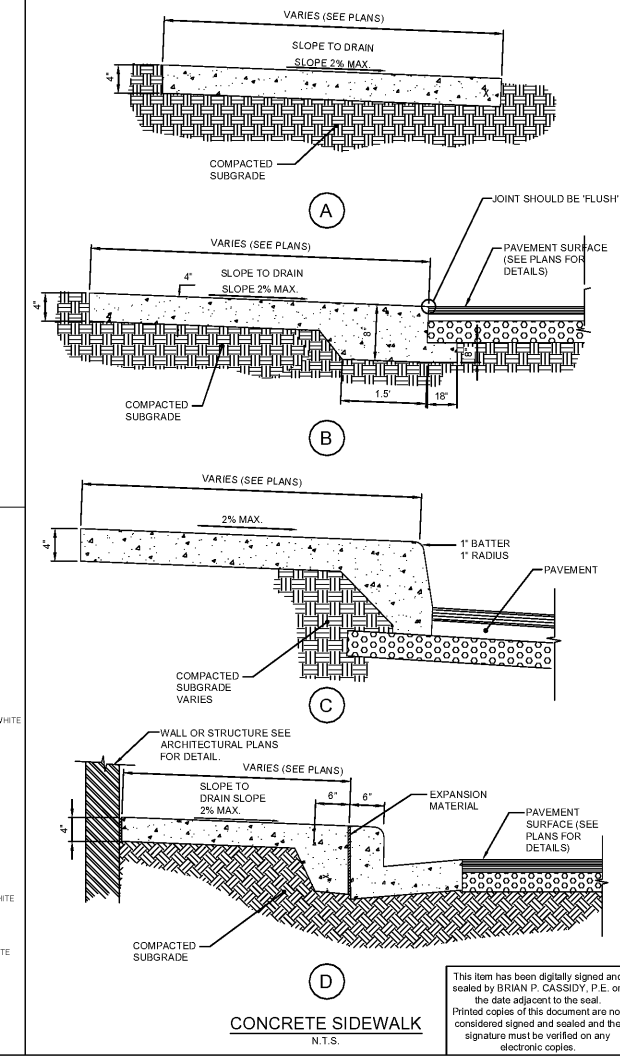 VARIES (SEE PLANS)
SLOPE TO DRAIN
SLOPE 2% MAX.
4"
COMPACTED
SUBGRADE
A
JOINT SHOULD BE 'FLUSH'
VARIES (SEE PLANS)
PAVEMENT SURFACE
(SEE PLANS FOR
DETAILS)
4"
SLOPE TO DRAIN
SLOPE 2% MAX.
4"
8"
8"
1.5'
18"
COMPACTED
SUBGRADE
B
VARIES (SEE PLANS)
2% MAX.
4"
1" BATTER
1" RADIUS
PAVEMENT
COMPACTED
SUBGRADE
VARIES
C
WHITE
WALL OR STRUCTURE SEE
ARCHITECTURAL PLANS
FOR DETAIL.
VARIES (SEE PLANS)
SLOPE TO
DRAIN SLOPE
2% MAX.
6"
6"
EXPANSION
MATERIAL
4"
PAVEMENT
SURFACE (SEE
PLANS FOR
DETAILS)
HITE
TE
COMPACTED
SUBGRADE
D
CONCRETE SIDEWALK
N.T.S.
This item has been digitally signed and
sealed by BRIAN P. CASSIDY, P.E. on
the date adjacent to the seal.
Printed copies of this document are not
considered signed and sealed and the
signature must be verified on any
electronic copies.